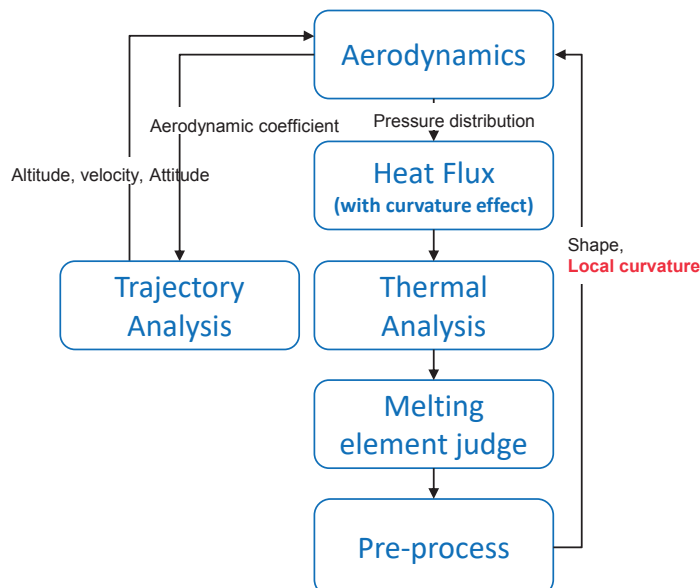 Aerodynamics
Aerodynamic coefficient
Pressure distribution
Altitude, velocity, Attitude
Heat Flux
(with curvature effect)
Shape,
Local curvature
Trajectory
Analysis
Thermal
Analysis
Melting
element judge
Pre-process